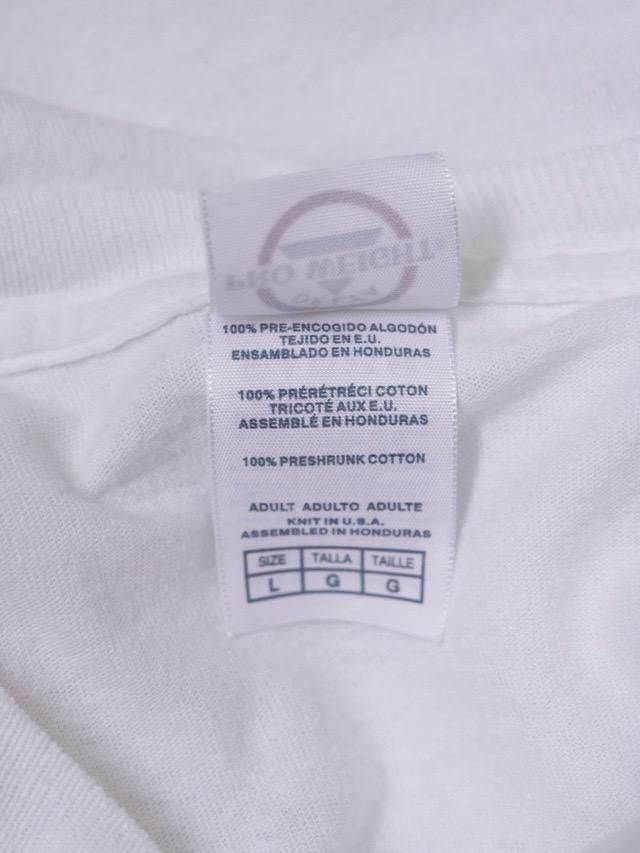 PRO WEIGHT®
DELTA
100% PRE-ENCOGIDO ALGODÓN
TEJIDO EN E.U.
ENSAMBLADO EN HONDURAS
100% PRÉRÉTRÉCI COTON
TRICOTÉ AUX E.U.
ASSEMBLÉ EN HONDURAS
100% PRESHRUNK COTTON
ADULT ADULTO ADULTE
KNIT IN U.S.A.
ASSEMBLED IN HONDURAS
SIZE TALLA TAILLE
L G G